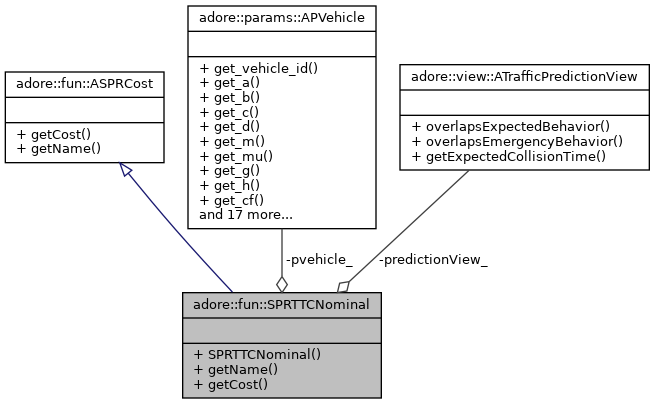 adore::params::APVehicle
+ get_vehicle_id()
+ get_a()
+ get_b()
+ get_c()
+ get_d()
+ get_m()
+ get_mu()
+ get_g()
+ get_h()
+ get_cf()
and 17 more...
adore::fun::ASPRCost
+ getCost()
+ getName()
adore::view::ATrafficPredictionView
+ overlapsExpectedBehavior()
+ overlapsEmergencyBehavior()
+ getExpectedCollisionTime()
-pvehicle_
-predictionView_
adore::fun::SPRTTCNominal
+ SPRTTCNominal()
+ getName()
+ getCost()